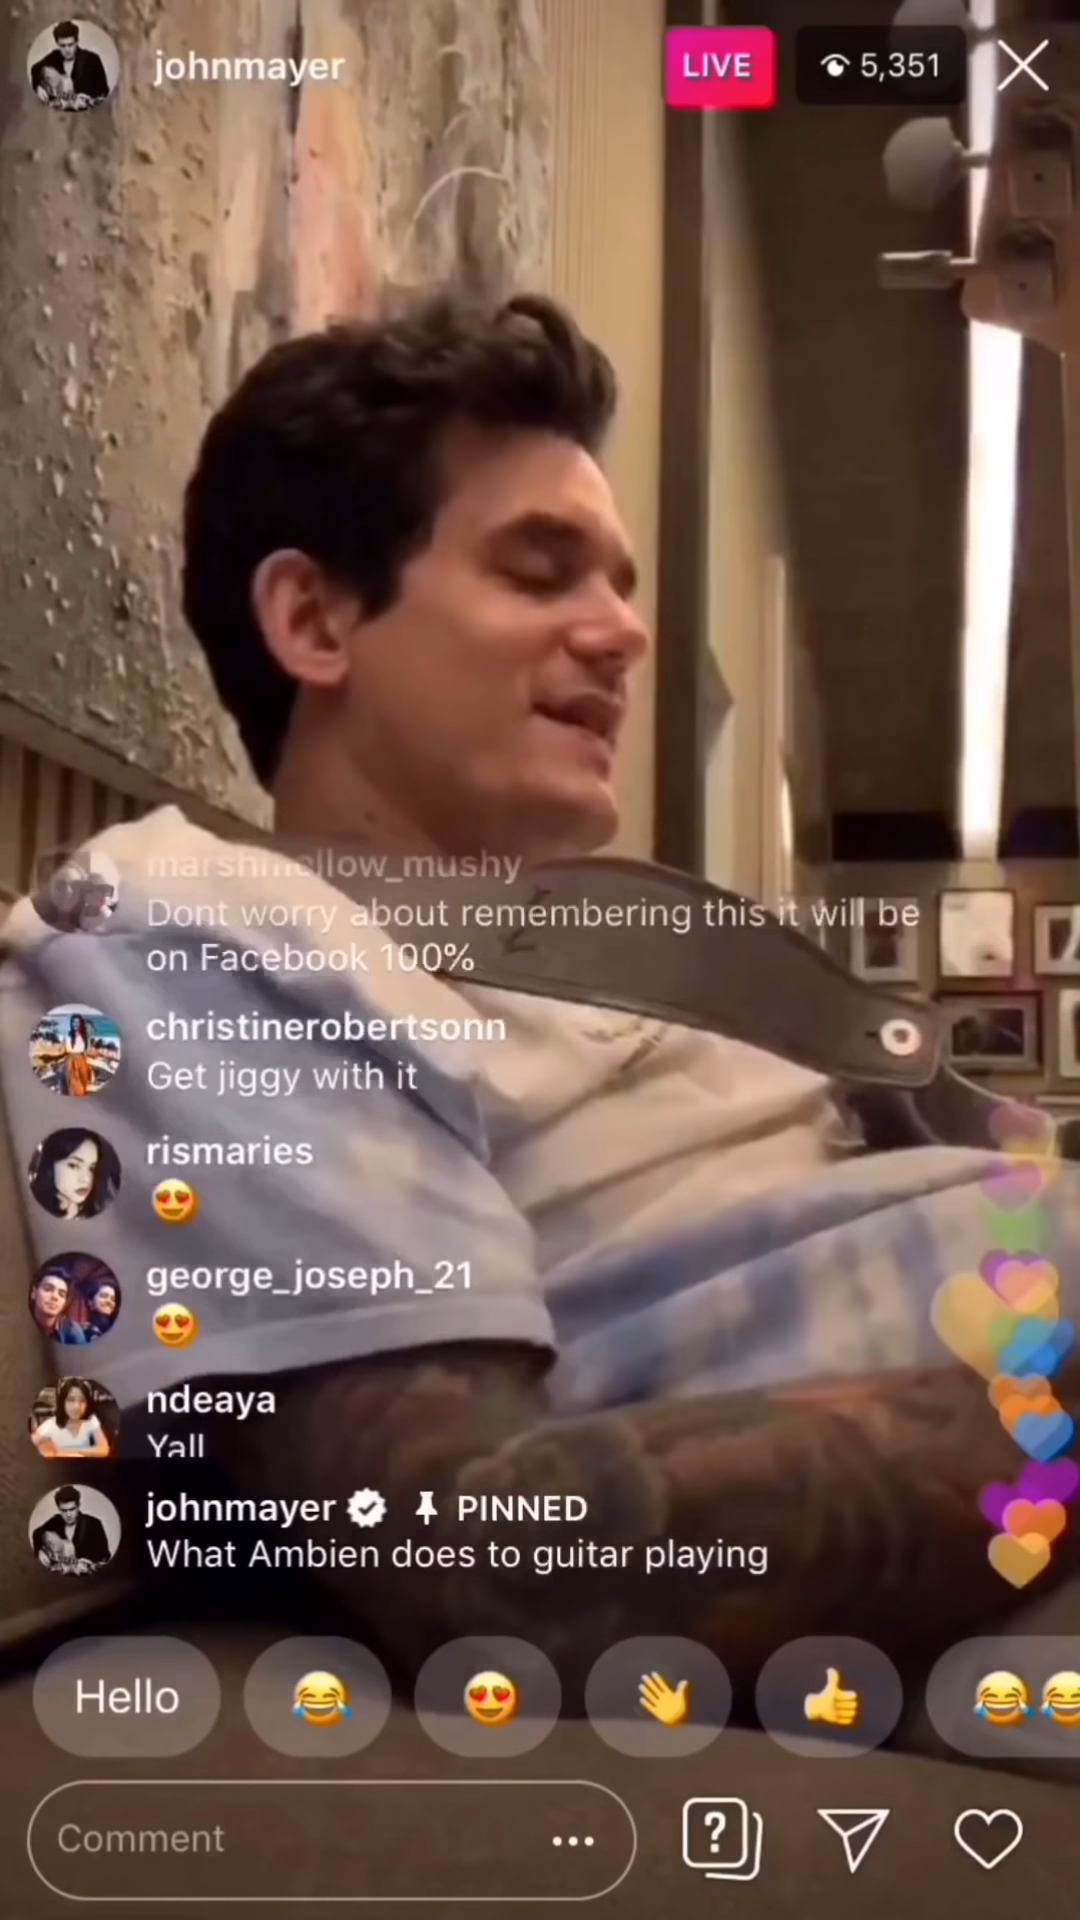 johnmayer
LIVE
5,351
marshmellow_mushy
Dont worry about remembering this it will be
on Facebook 100%
christinerobertsonn
Get jiggy with it
rismaries
😍
george_joseph_21
😍
ndeaya
Yall
johnmayer PINNED
What Ambien does to guitar playing
Hello 😂 😍 👋 👍 😂😂
Comment